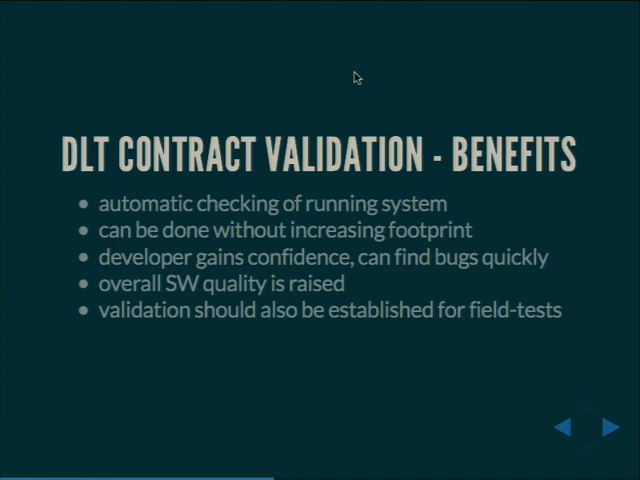 DLT CONTRACT VALIDATION - BENEFITS
automatic checking of running system
can be done without increasing footprint
developer gains confidence, can find bugs quickly
overall SW quality is raised
validation should also be established for field-tests